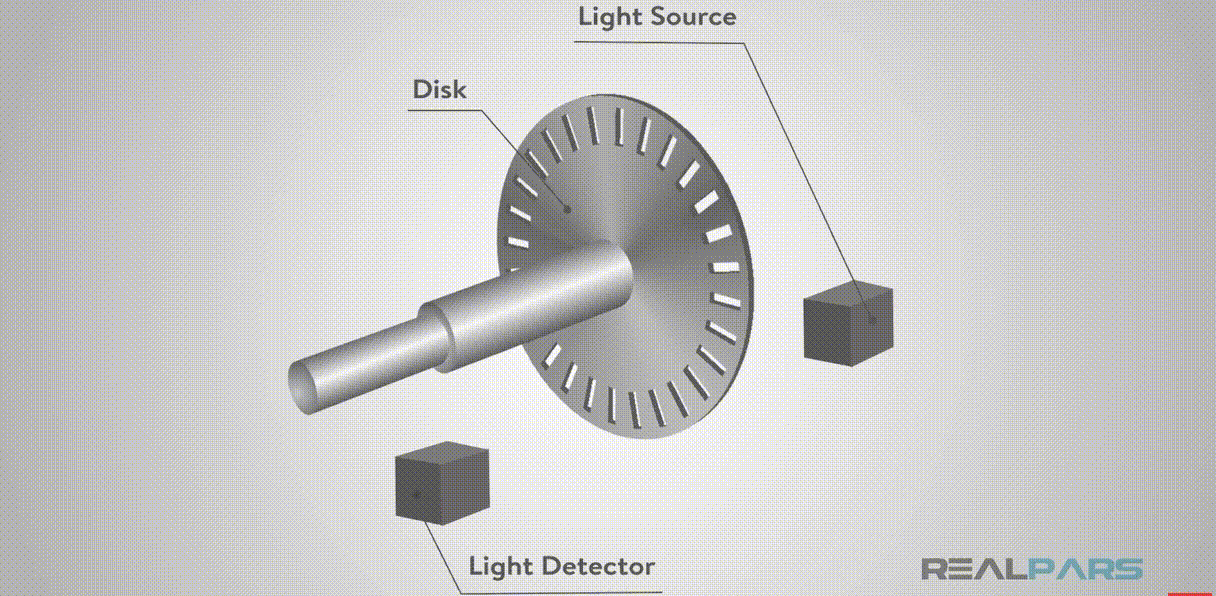 Light Source
Disk
Light Detector
REALPARS